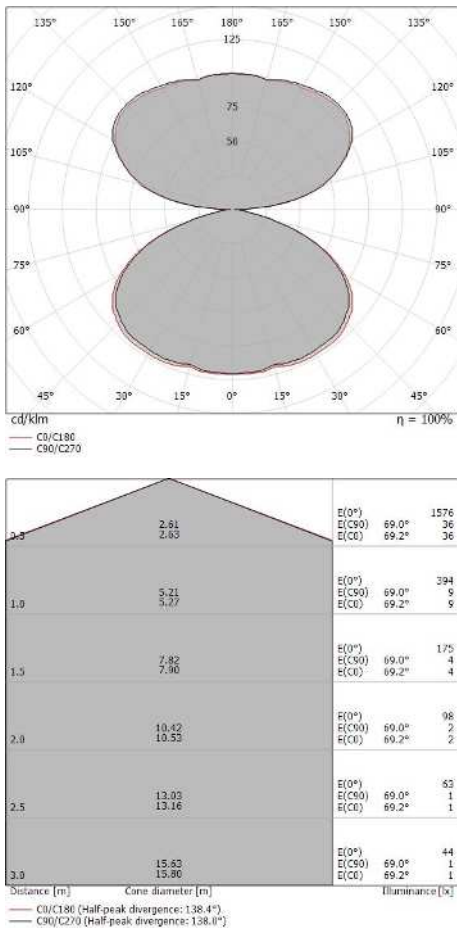 135° 150° 165° 180° 165° 150° 135°
125
120° 120°
75
105° 50 105°
90° 90°
75° 75°
60° 60°
45° 30° 15° 0° 15° 30° 45°
cd/klm η = 100%
C0/C180
C90/C270
0.5 2.61 2.63 E(0°) 1576
E(C90) 69.0° 36
E(C0) 69.2° 36
1.0 5.21 5.27 E(0°) 394
E(C90) 69.0° 9
E(C0) 69.2° 9
1.5 7.82 7.90 E(0°) 175
E(C90) 69.0° 4
E(C0) 69.2° 4
2.0 10.42 10.53 E(0°) 98
E(C90) 69.0° 2
E(C0) 69.2° 2
2.5 13.03 13.16 E(0°) 63
E(C90) 69.0° 1
E(C0) 69.2° 1
3.0 15.63 15.80 E(0°) 44
E(C90) 69.0° 1
E(C0) 69.2° 1
Distance [m] Cone diameter [m] Illuminance [lx]
C0/C180 (Half-peak divergence: 138.4°)
C90/C270 (Half-peak divergence: 138.0°)